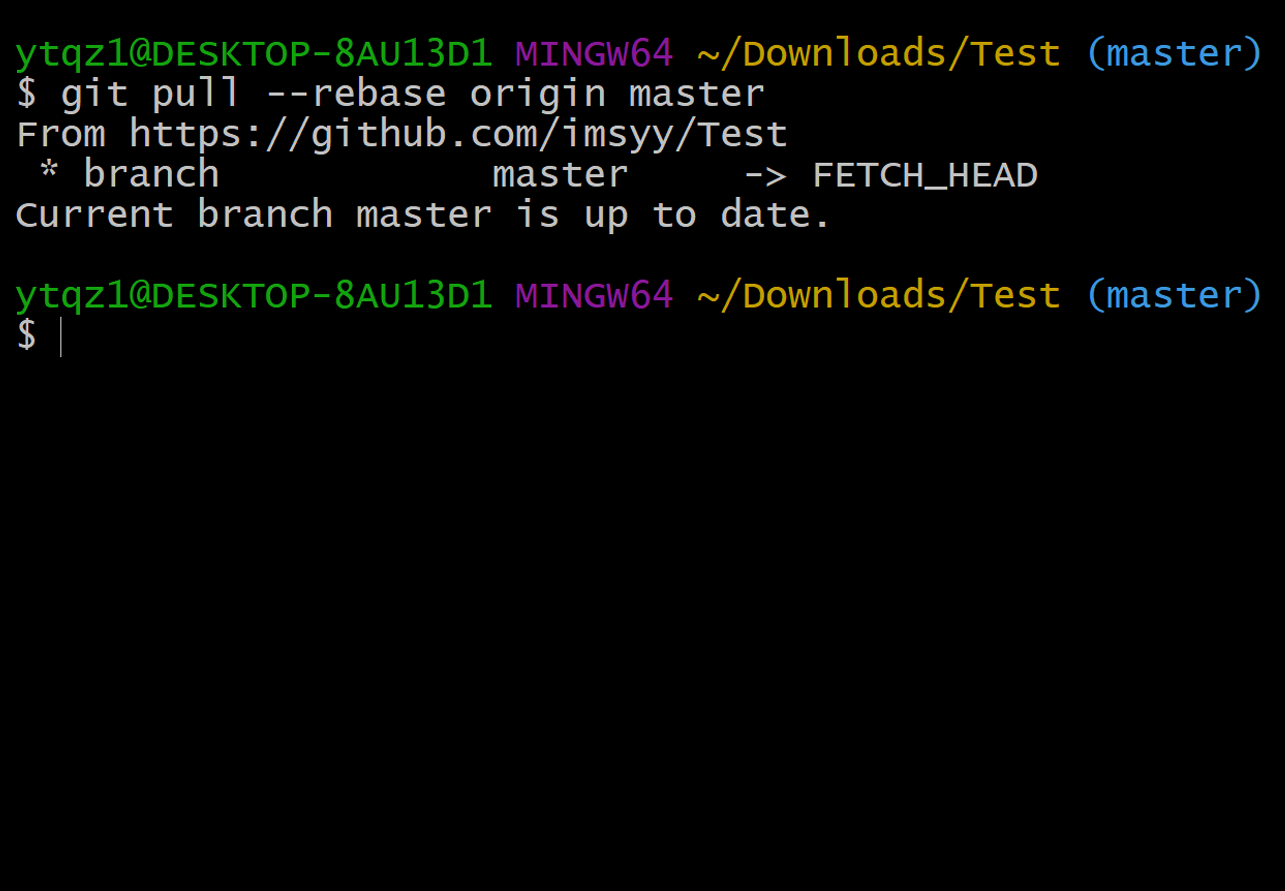 ytqz1@DESKTOP-8AU13D1 MINGW64 ~/Downloads/Test (master)
$ git pull --rebase origin master
From https://github.com/imsyy/Test
 * branch            master     -> FETCH_HEAD
Current branch master is up to date.
ytqz1@DESKTOP-8AU13D1 MINGW64 ~/Downloads/Test (master)
$